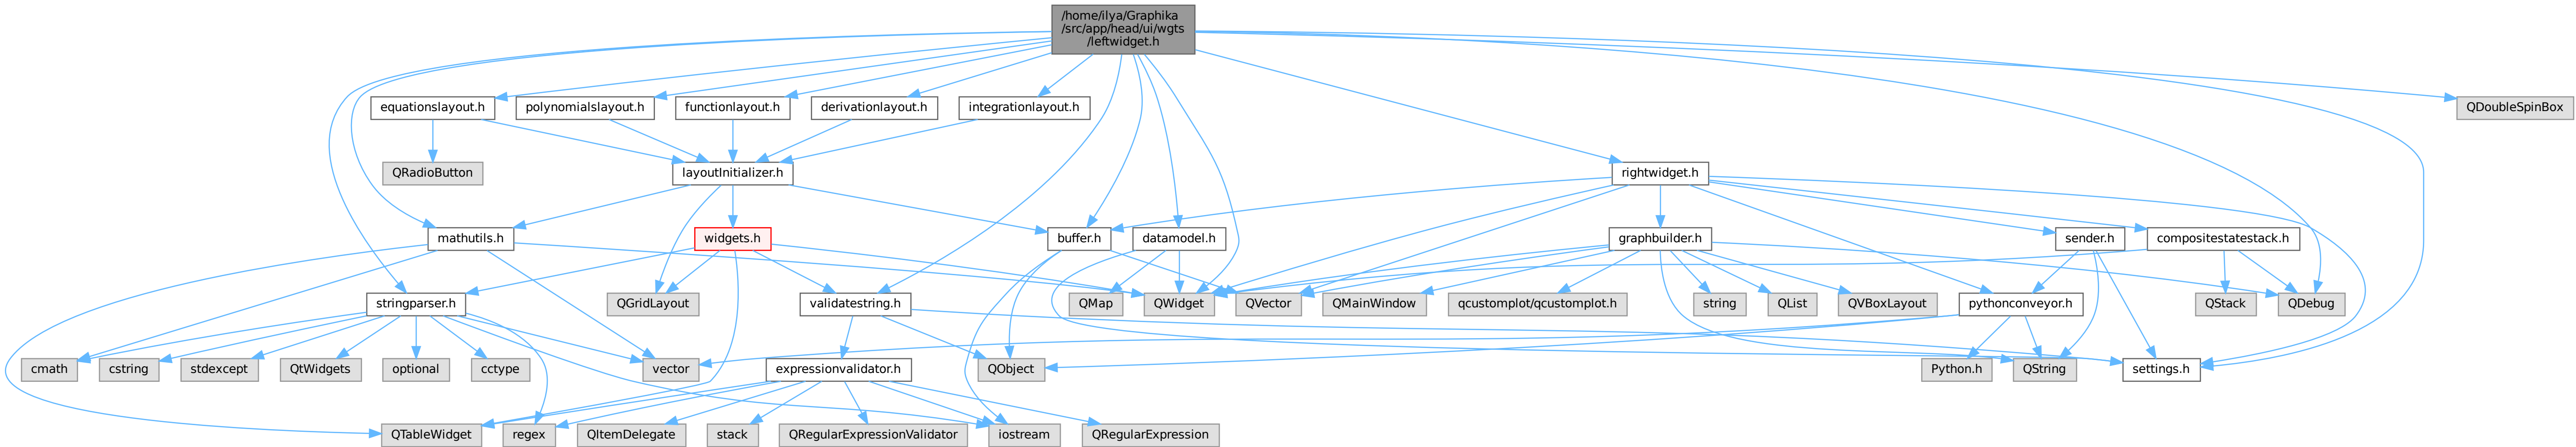 /home/ilya/Graphika
/src/app/head/ui/wgts
/leftwidget.h
equationslayout.h
polynomialslayout.h
functionlayout.h
derivationlayout.h
integrationlayout.h
QDoubleSpinBox
QRadioButton
layoutInitializer.h
rightwidget.h
mathutils.h
widgets.h
buffer.h
datamodel.h
graphbuilder.h
sender.h
compositestatestack.h
stringparser.h
QGridLayout
validatestring.h
QMap
QWidget
QVector
QMainWindow
qcustomplot/qcustomplot.h
string
QList
QVBoxLayout
pythonconveyor.h
QStack
QDebug
cmath
cstring
stdexcept
QtWidgets
optional
cctype
vector
expressionvalidator.h
QObject
Python.h
QString
settings.h
QTableWidget
regex
QItemDelegate
stack
QRegularExpressionValidator
iostream
QRegularExpression